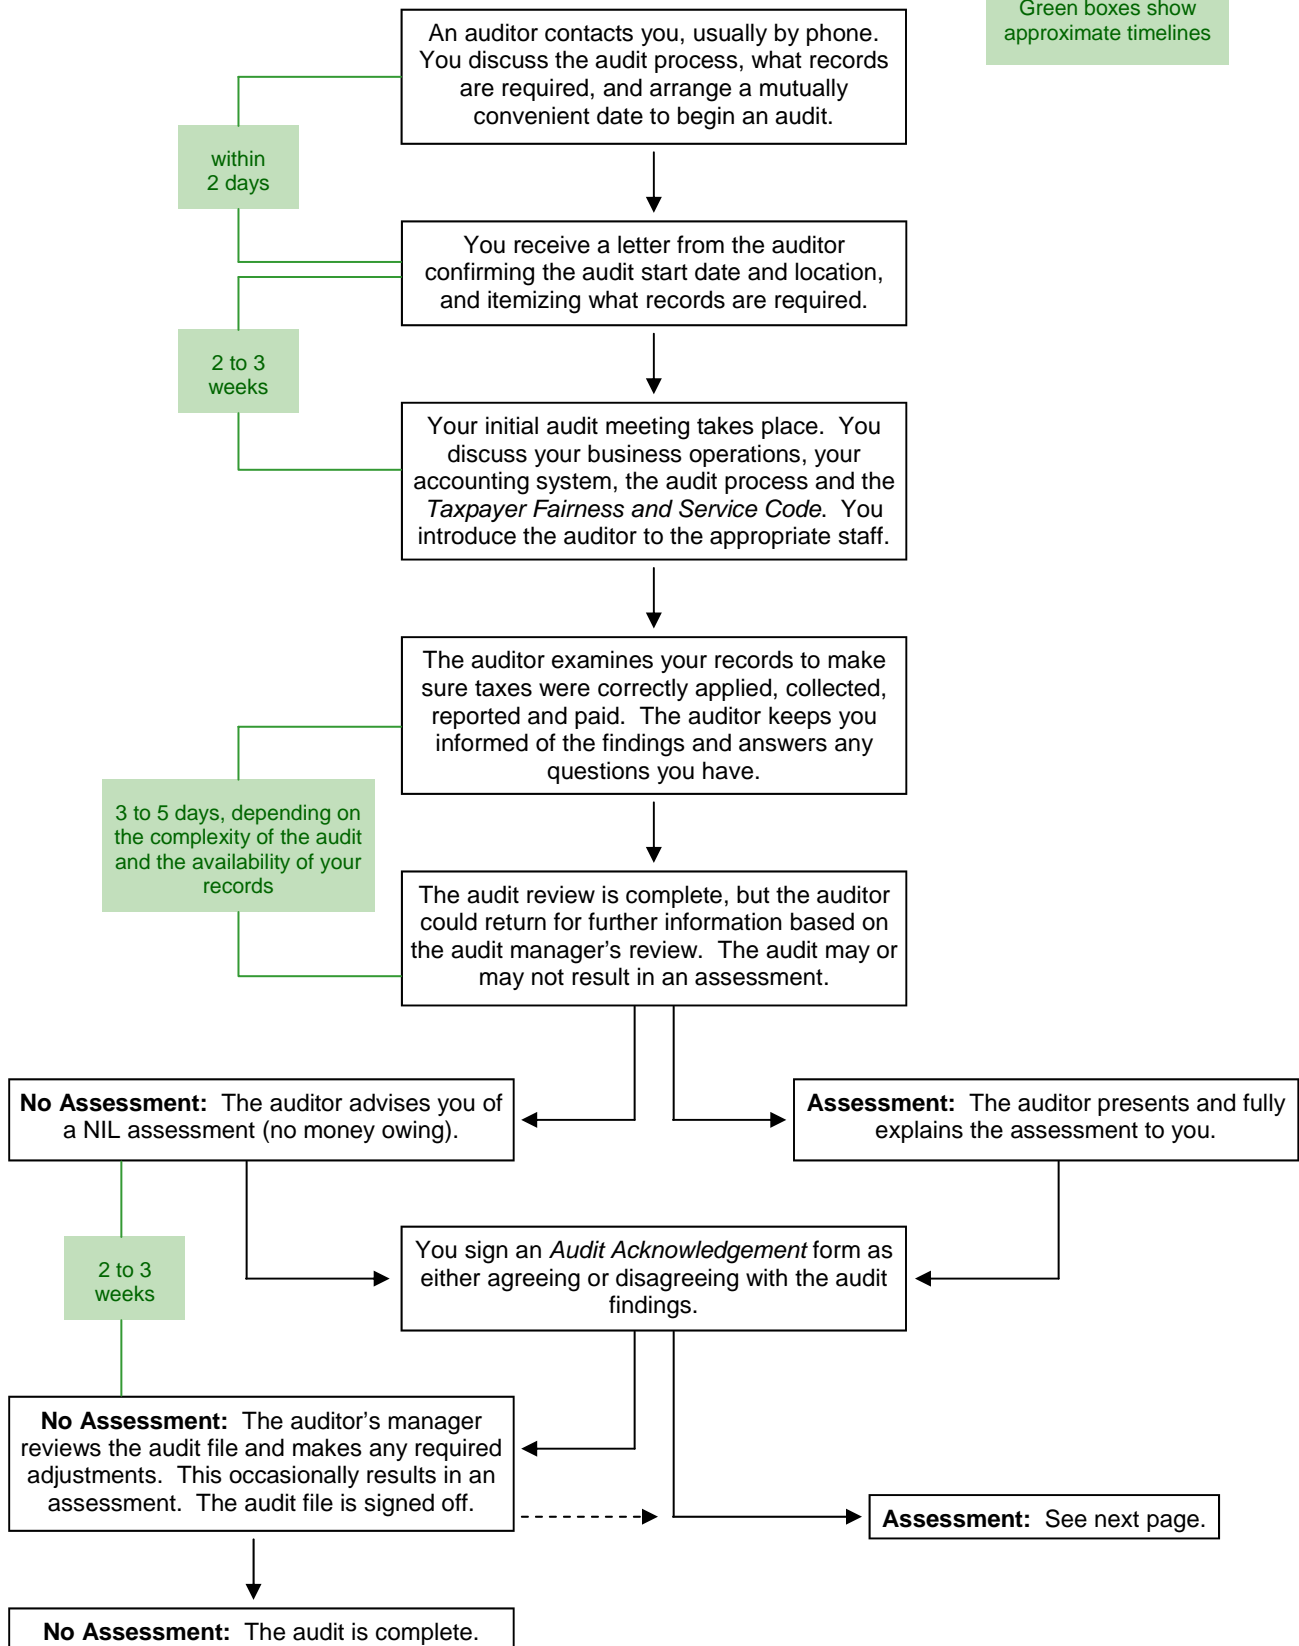 Green boxes show
approximate timelines
An auditor contacts you, usually by phone.
You discuss the audit process, what records
are required, and arrange a mutually
convenient date to begin an audit.
within
2 days
You receive a letter from the auditor
confirming the audit start date and location,
and itemizing what records are required.
2 to 3
weeks
Your initial audit meeting takes place.  You
discuss your business operations, your
accounting system, the audit process and the
Taxpayer Fairness and Service Code.  You
introduce the auditor to the appropriate staff.
The auditor examines your records to make
sure taxes were correctly applied, collected,
reported and paid.  The auditor keeps you
informed of the findings and answers any
questions you have.
3 to 5 days, depending on
the complexity of the audit
and the availability of your
records
The audit review is complete, but the auditor
could return for further information based on
the audit manager’s review.  The audit may or
may not result in an assessment.
No Assessment:  The auditor advises you of
a NIL assessment (no money owing).
Assessment:  The auditor presents and fully
explains the assessment to you.
You sign an Audit Acknowledgement form as
either agreeing or disagreeing with the audit
findings.
2 to 3
weeks
No Assessment:  The auditor’s manager
reviews the audit file and makes any required
adjustments.  This occasionally results in an
assessment.  The audit file is signed off.
Assessment:  See next page.
No Assessment:  The audit is complete.